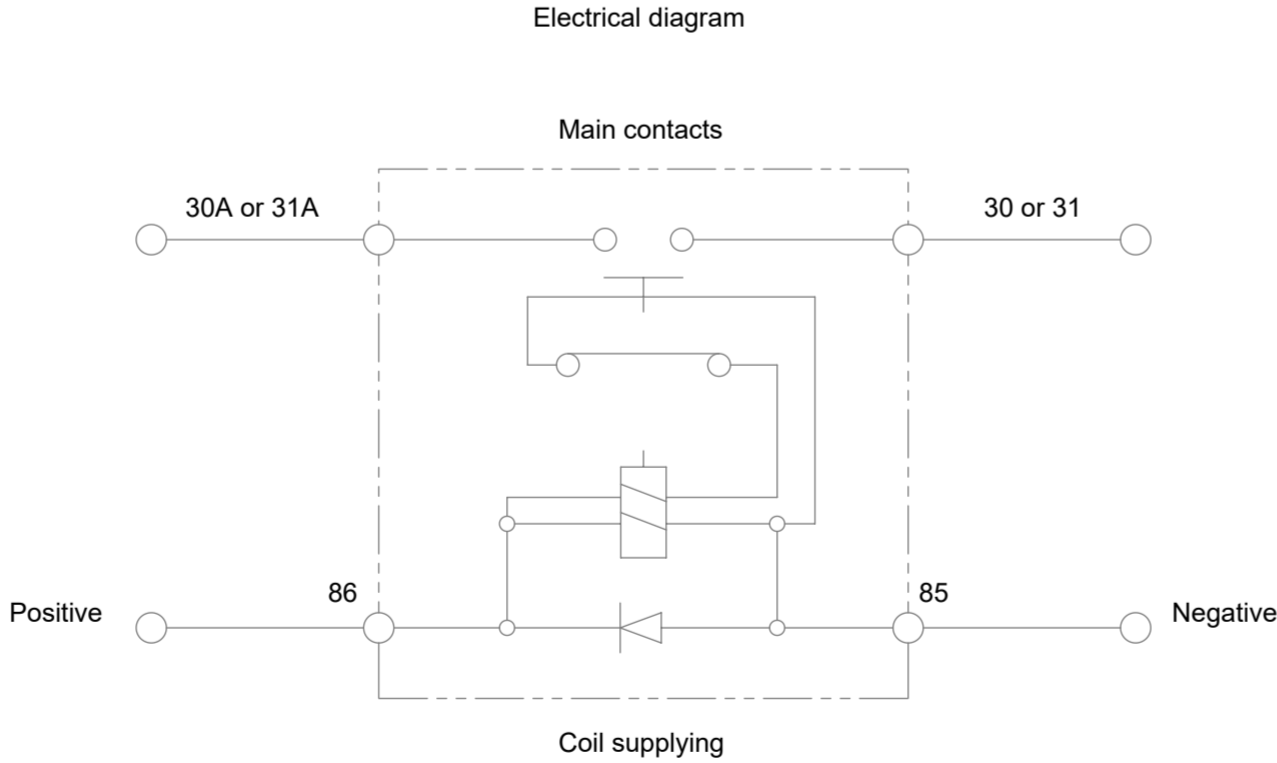 Electrical diagram
Main contacts
30A or 31A
30 or 31
86
85
Positive
Negative
Coil supplying